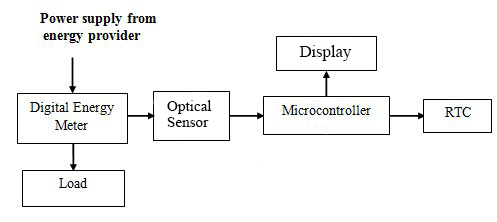 Power supply from
energy provider
Display
Digital Energy
Meter
Optical
Sensor
Microcontroller
RTC
Load